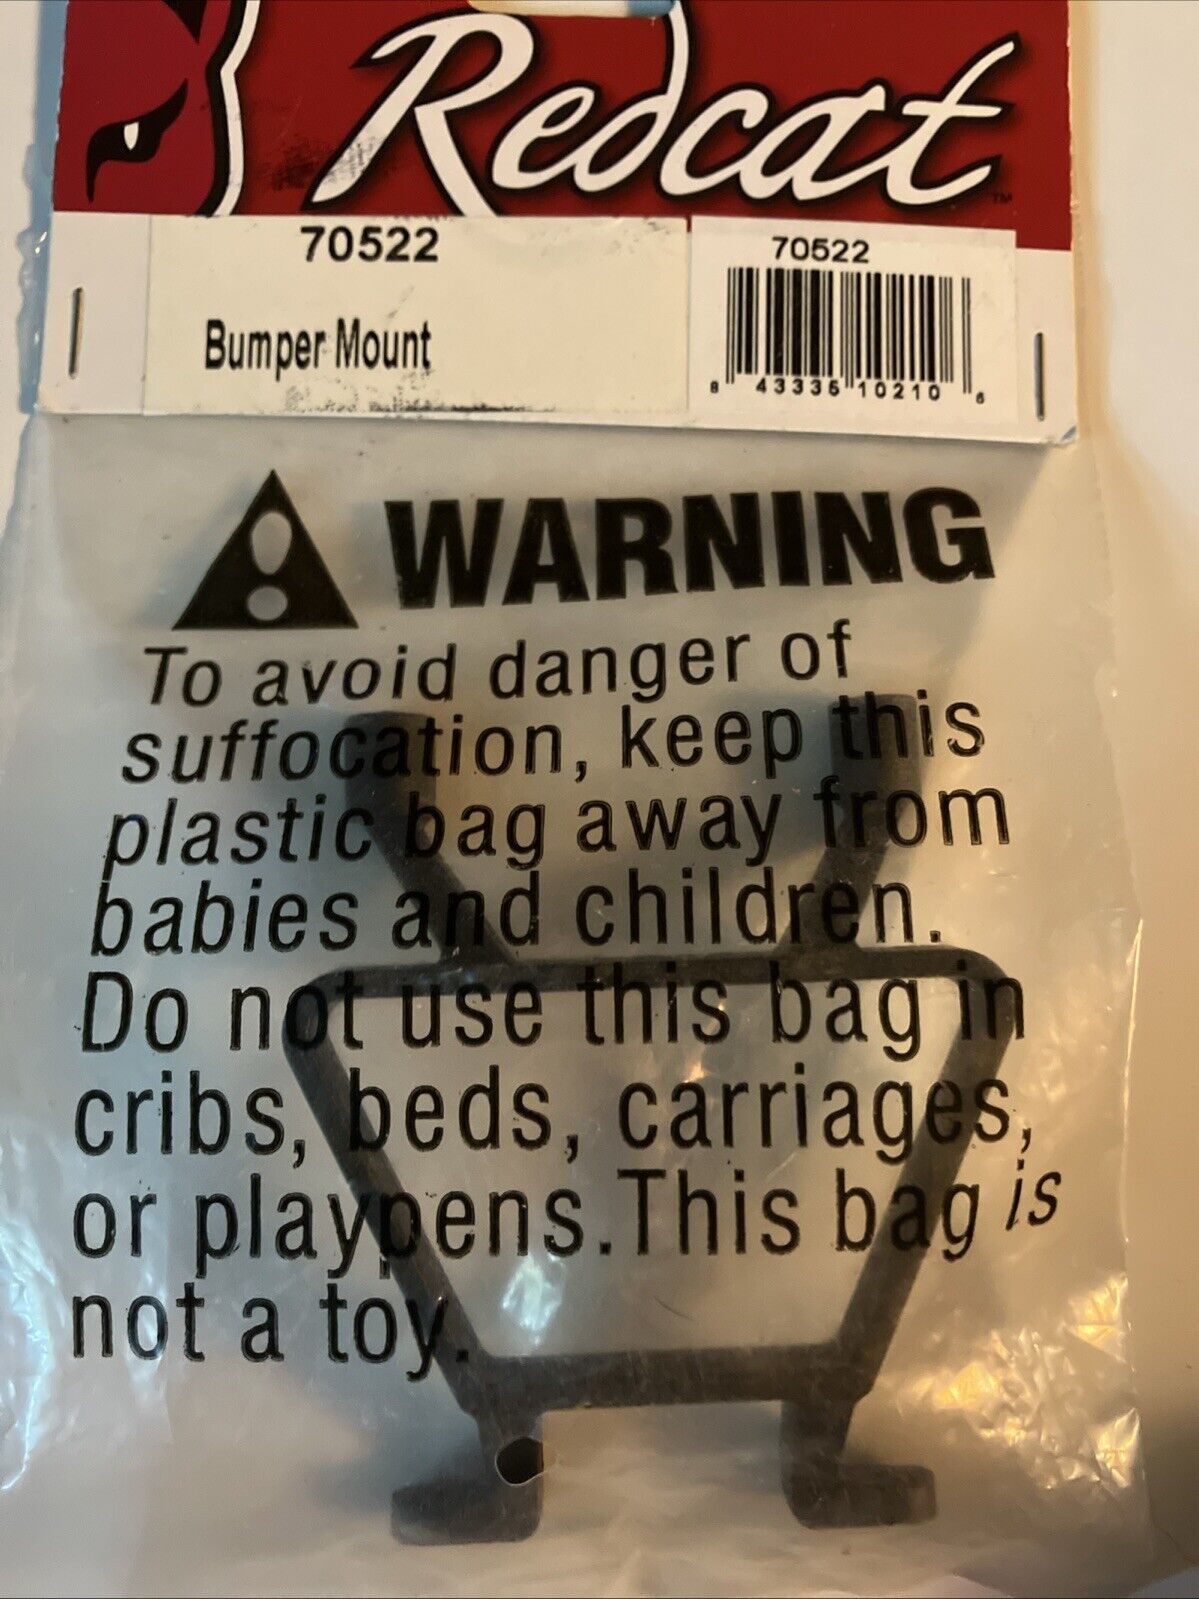 Redcat™
70522
Bumper Mount
70522
8 43335 10210 6
WARNING
To avoid danger of
suffocation, keep this
plastic bag away from
babies and children.
Do not use this bag in
cribs, beds, carriages,
or playpens.This bag is
not a toy.